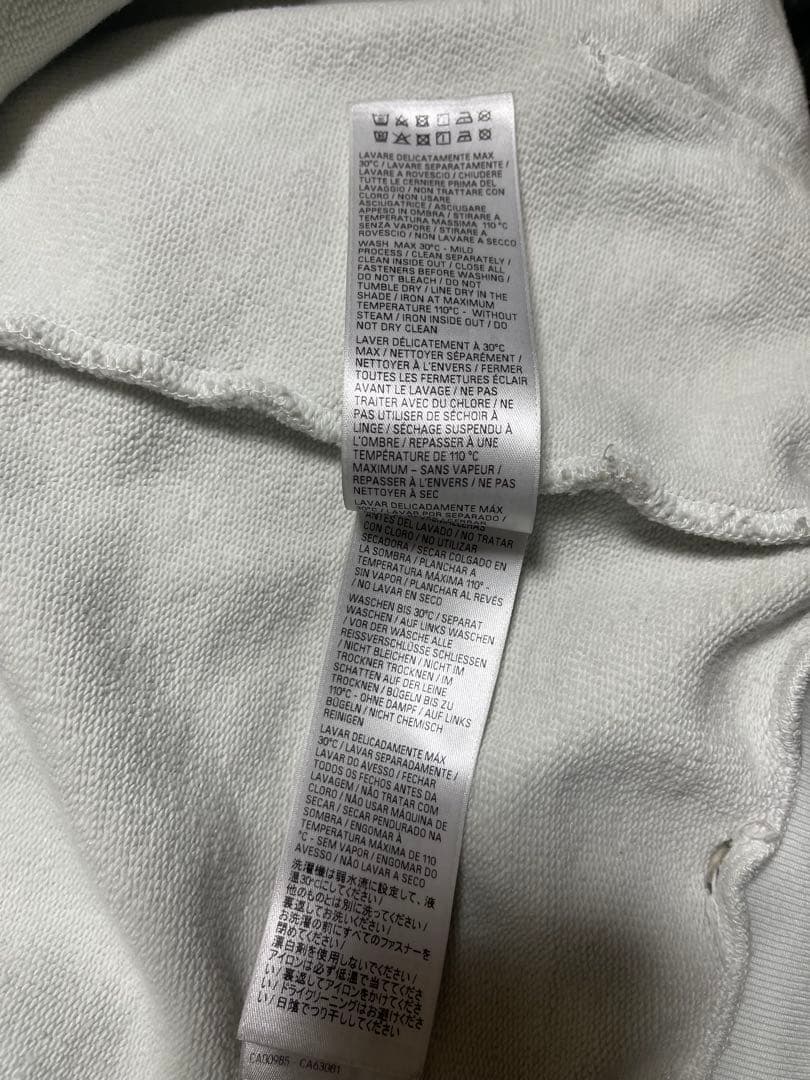 LAVARE DELICATAMENTE MAX
30°C / LAVARE SEPARATAMENTE /
LAVARE A ROVESCIO / CHIUDERE
TUTTE LE CERNIERE PRIMA DEL
LAVAGGIO / NON TRATTARE CON
CLORO / NON USARE
ASCIUGATRICE / ASCIUGARE
APPESO IN OMBRA / STIRARE A
TEMPERATURA MASSIMA 110 °C
SENZA VAPORE / STIRARE A
ROVESCIO / NON LAVARE A SECCO
WASH MAX 30°C - MILD
PROCESS / CLEAN SEPARATELY /
CLEAN INSIDE OUT / CLOSE ALL
FASTENERS BEFORE WASHING /
DO NOT BLEACH / DO NOT
TUMBLE DRY / LINE DRY IN THE
SHADE / IRON AT MAXIMUM
TEMPERATURE 110°C - WITHOUT
STEAM / IRON INSIDE OUT / DO
NOT DRY CLEAN
LAVER DÉLICATEMENT À 30°C
MAX / NETTOYER SÉPARÉMENT /
NETTOYER À L'ENVERS / FERMER
TOUTES LES FERMETURES ÉCLAIR
AVANT LE LAVAGE / NE PAS
TRAITER AVEC DU CHLORE / NE
PAS UTILISER DE SÉCHOIR À
LINGE / SÉCHAGE SUSPENDU À
L'OMBRE / REPASSER À UNE
TEMPÉRATURE DE 110 °C
MAXIMUM – SANS VAPEUR /
REPASSER À L'ENVERS / NE PAS
NETTOYER À SEC
LAVAR DELICADAMENTE MÁX
/ LAVAR POR SEPARADO /
ANTES DEL LAVADO / NO TRATAR
CON CLORO / NO UTILIZAR
SECADORA / SECAR COLGADO EN
LA SOMBRA / PLANCHAR A
TEMPERATURA MÁXIMA 110° -
SIN VAPOR / PLANCHAR AL REVÉS
/ NO LAVAR EN SECO
WASCHEN BIS 30°C / SEPARAT
WASCHEN / AUF LINKS WASCHEN
/ VOR DER WÄSCHE ALLE
REISSVERSCHLÜSSE SCHLIESSEN
/ NICHT BLEICHEN / NICHT IM
TROCKNER TROCKNEN / IM
SCHATTEN AUF DER LEINE
TROCKNEN / BÜGELN BIS ZU
110°C - OHNE DAMPF / AUF LINKS
BÜGELN / NICHT CHEMISCH
REINIGEN
LAVAR DELICADAMENTE MÁX
30°C / LAVAR SEPARADAMENTE /
LAVAR DO AVESSO / FECHAR
TODOS OS FECHOS ANTES DA
LAVAGEM / NÃO TRATAR COM
CLORO / NÃO USAR MÁQUINA DE
SECAR / SECAR PENDURADO NA
SOMBRA / ENGOMAR À
TEMPERATURA MÁXIMA DE 110
°C - SEM VAPOR / ENGOMAR DO
AVESSO / NÃO LAVAR A SECO
洗濯機は弱水流に設定して、液
温30℃にしてください/
他のものとは別に洗ってください/
裏返してお洗いください/
お洗濯の前にすべてのファスナーを
閉めてください/
漂白剤を使用しないでください/
アイロンは必ず低温で当ててくださ
い/裏返してアイロンをかけてくださ
い/ドライクリーニングはお避けくださ
い/日陰でつり干ししてください
CA00985 CA63081